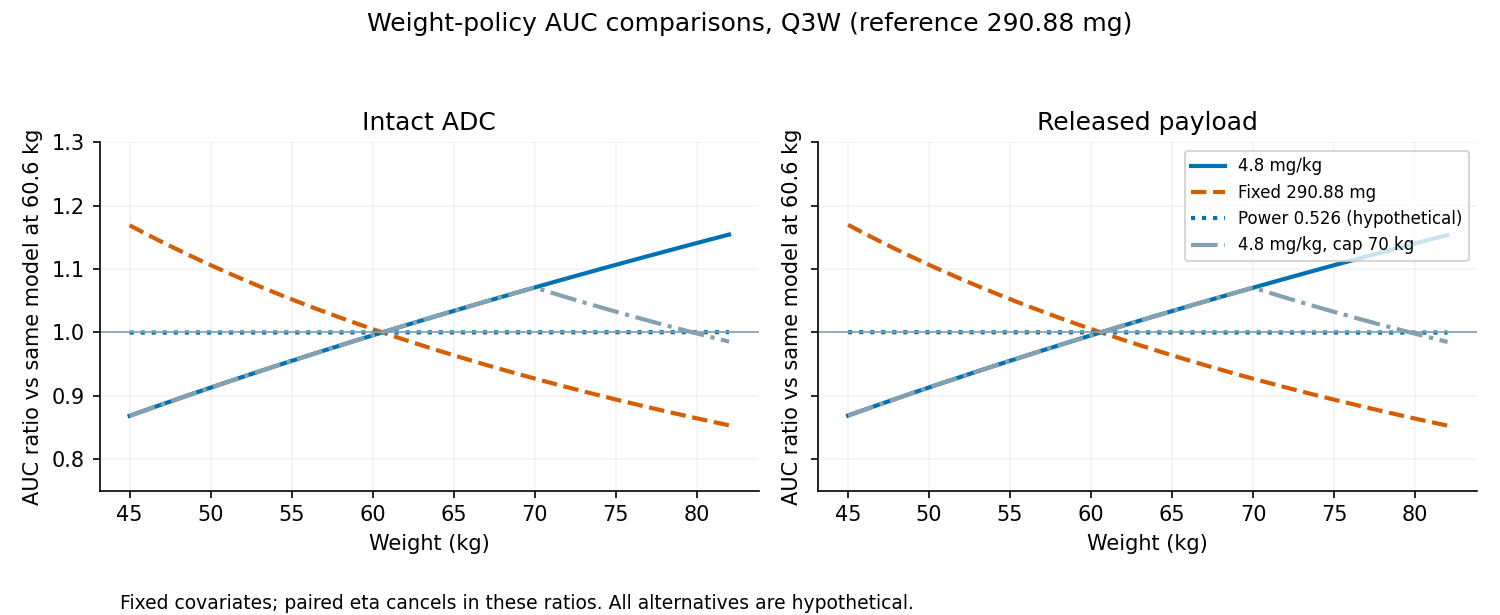 Weight-policy AUC comparisons, Q3W (reference 290.88 mg)
Intact ADC
AUC ratio vs same model at 60.6 kg
1.3
1.2
1.1
1.0
0.9
0.8
45 50 55 60 65 70 75 80
Weight (kg)
Released payload
AUC ratio vs same model at 60.6 kg
4.8 mg/kg
Fixed 290.88 mg
Power 0.526 (hypothetical)
4.8 mg/kg, cap 70 kg
45 50 55 60 65 70 75 80
Weight (kg)
Fixed covariates; paired eta cancels in these ratios. All alternatives are hypothetical.